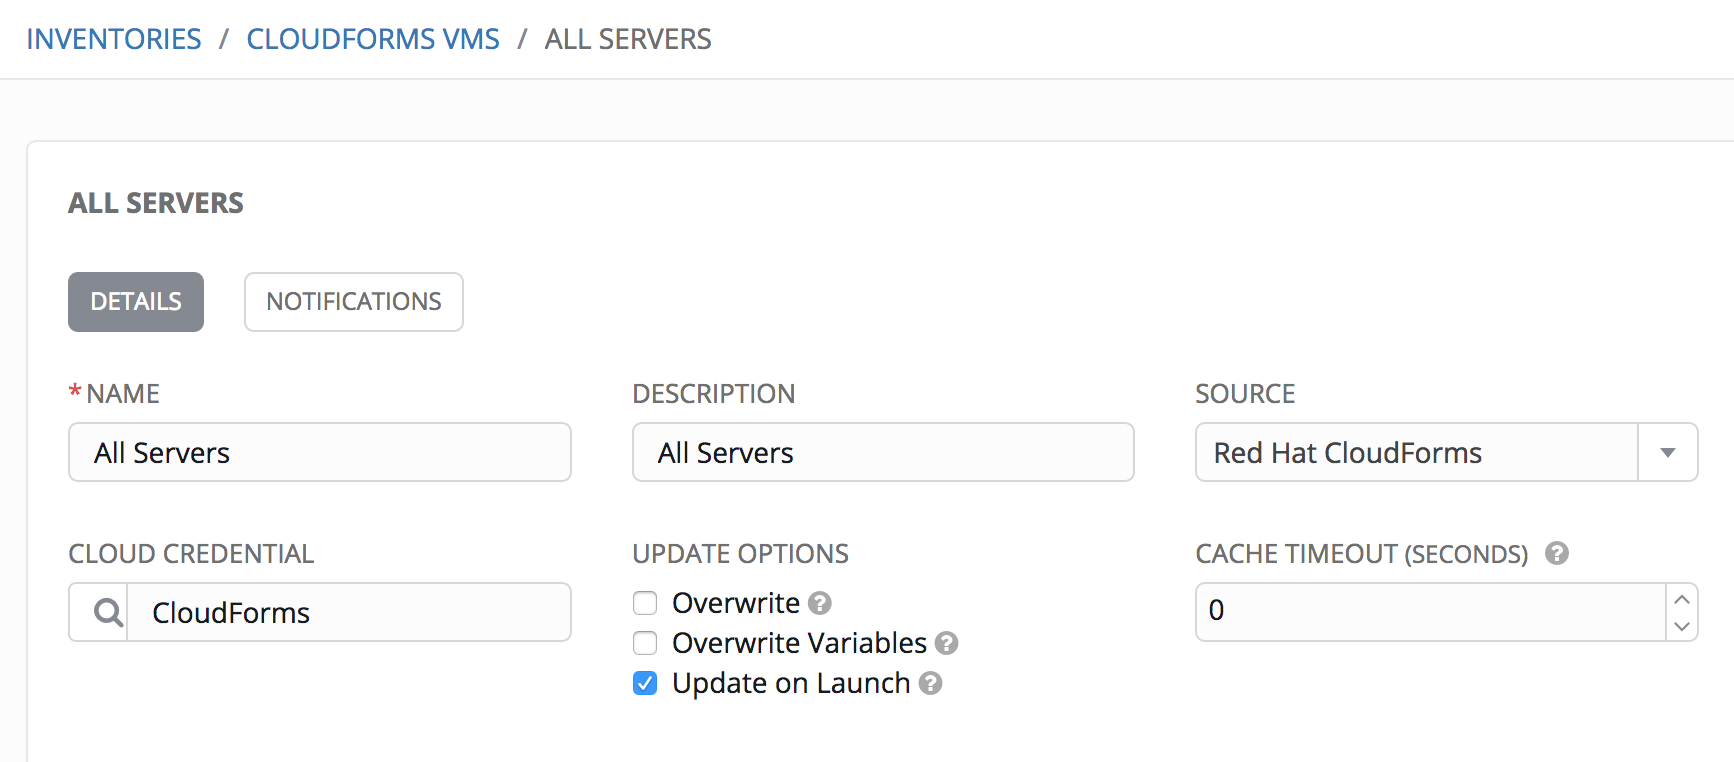 INVENTORIES / CLOUDFORMS VMS / ALL SERVERS
ALL SERVERS
DETAILS NOTIFICATIONS
* NAME DESCRIPTION SOURCE
All Servers All Servers Red Hat CloudForms
CLOUD CREDENTIAL UPDATE OPTIONS CACHE TIMEOUT (SECONDS) ?
CloudForms Overwrite ? 0
Overwrite Variables ?
Update on Launch ?